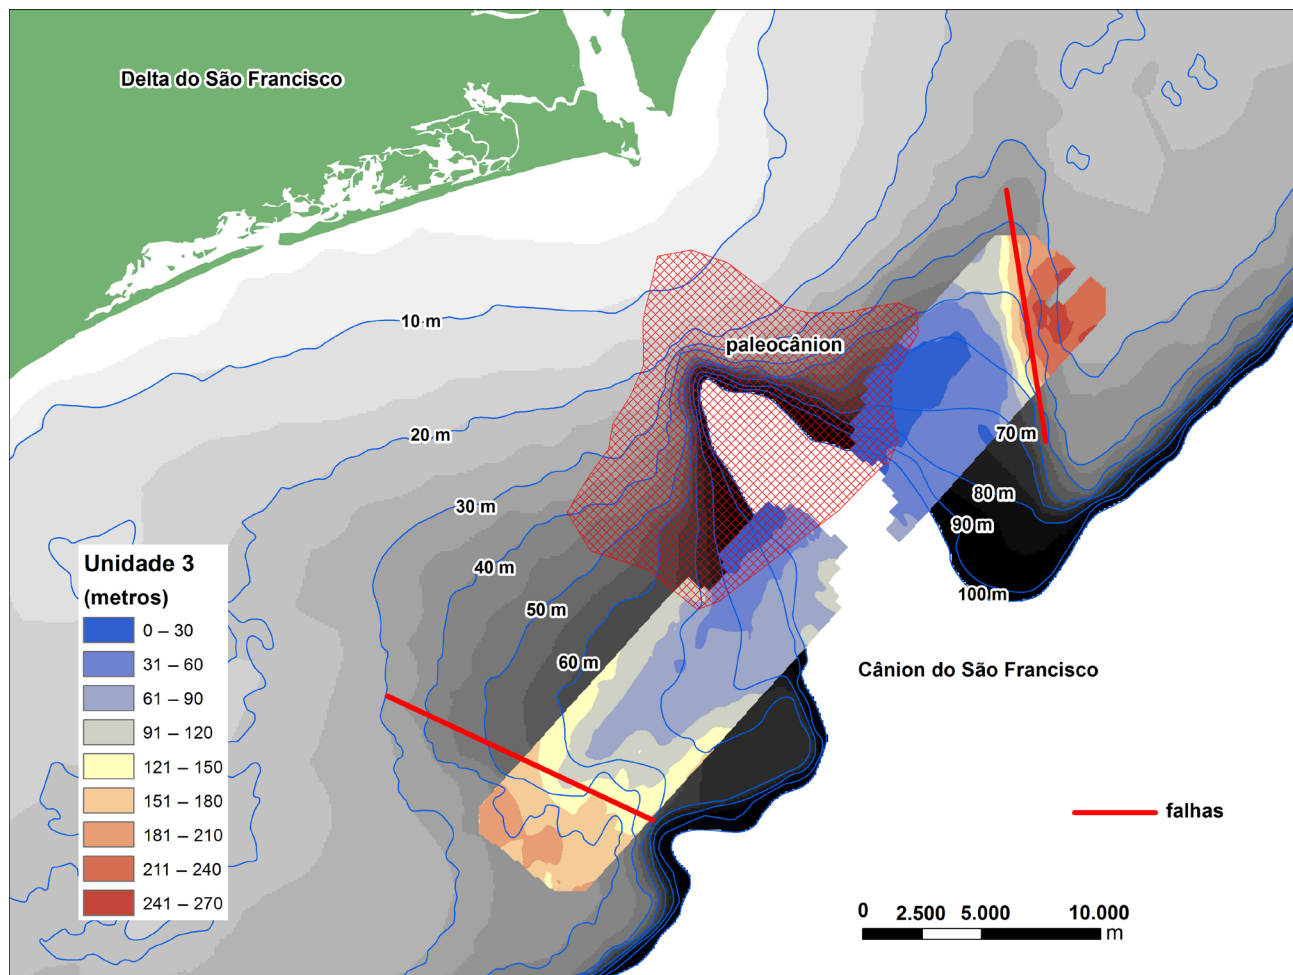 Delta do São Francisco
10 m
paleocânion
20 m
70 m
30 m
80 m
90 m
40 m
100 m
50 m
60 m
Cânion do São Francisco
Unidade 3
(metros)
0 – 30
31 – 60
61 – 90
91 – 120
121 – 150
151 – 180
181 – 210
211 – 240
241 – 270
falhas
0 2.500 5.000 10.000
m